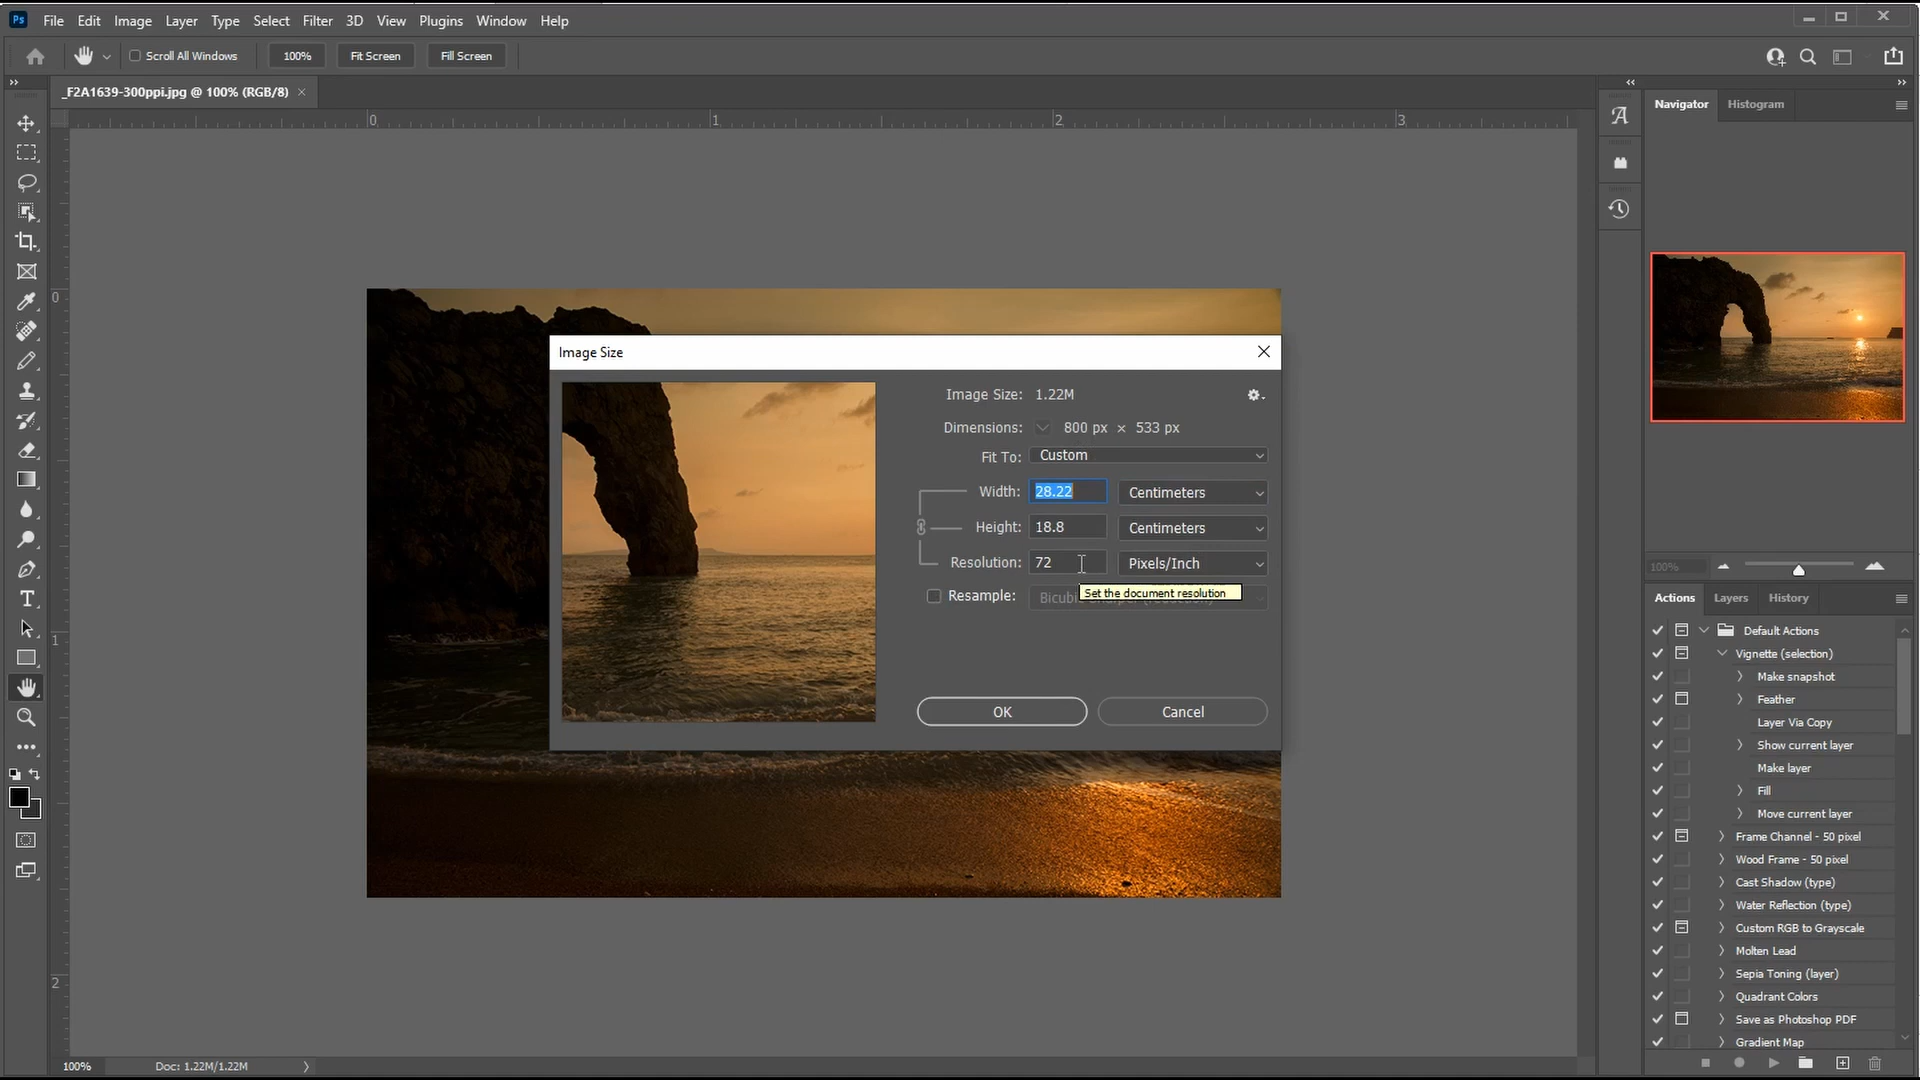 Ps File Edit Image Layer Type Select Filter 3D View Plugins Window Help
Scroll All Windows 100% Fit Screen Fill Screen
_F2A1639-300ppi.jpg @ 100% (RGB/8) ×
0 1 2 3
0
1
2
Image Size
Image Size: 1.22M
Dimensions: 800 px × 533 px
Fit To: Custom
Width: 28.22 Centimeters
Height: 18.8 Centimeters
Resolution: 72 Pixels/Inch
Set the document resolution
Resample:
OK Cancel
A
Navigator Histogram
100%
Actions Layers History
Default Actions
Vignette (selection)
Make snapshot
Feather
Layer Via Copy
Show current layer
Make layer
Fill
Move current layer
Frame Channel - 50 pixel
Wood Frame - 50 pixel
Cast Shadow (type)
Water Reflection (type)
Custom RGB to Grayscale
Molten Lead
Sepia Toning (layer)
Quadrant Colors
Save as Photoshop PDF
Gradient Map
100% Doc: 1.22M/1.22M